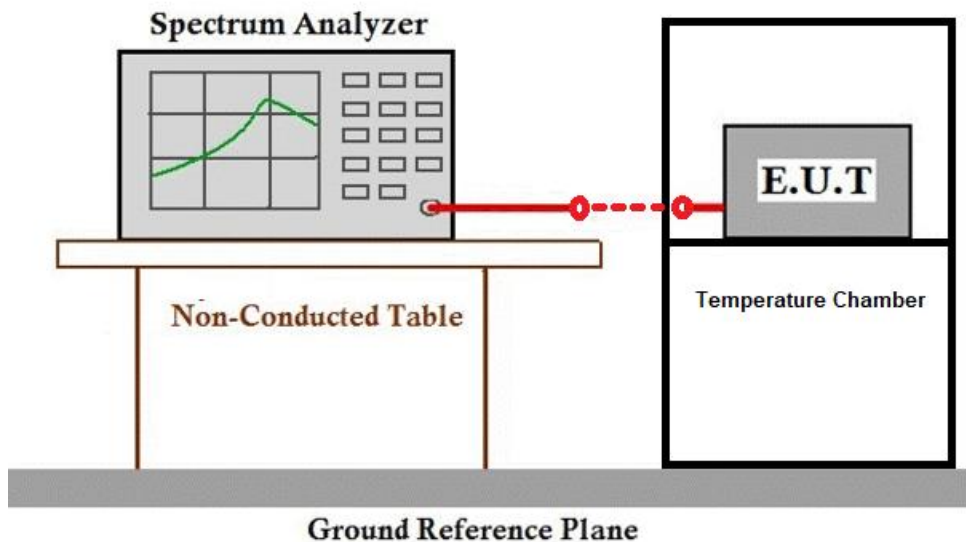 Spectrum Analyzer
E.U.T
Temperature Chamber
Non-Conducted Table
Ground Reference Plane